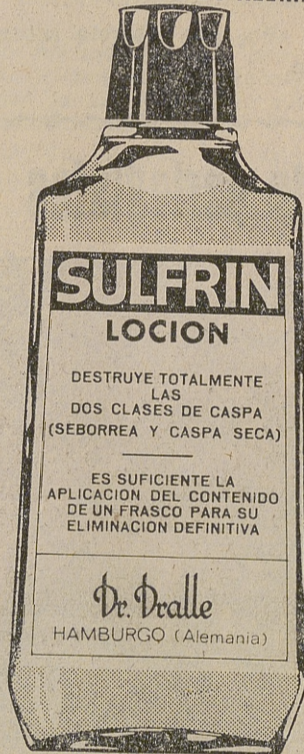 SULFRIN
LOCION
DESTRUYE TOTALMENTE
LAS
DOS CLASES DE CASPA
(SEBORREA Y CASPA SECA)
ES SUFICIENTE LA
APLICACION DEL CONTENIDO
DE UN FRASCO PARA SU
ELIMINACION DEFINITIVA
Dr. Dralle
HAMBURGO (Alemania)